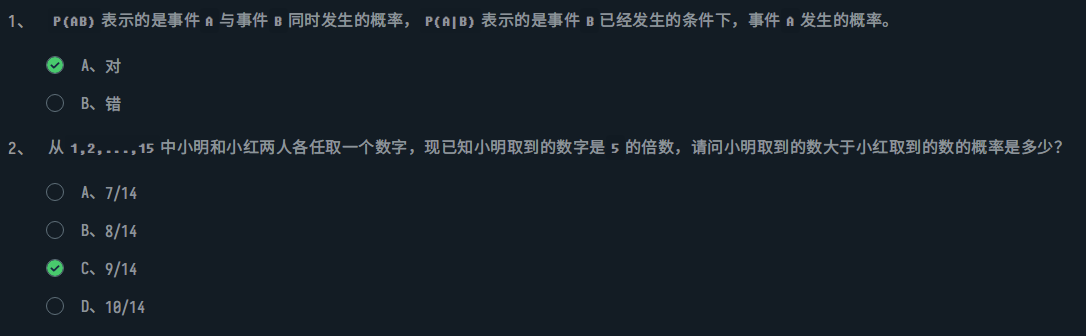 1、 P(AB) 表示的是事件 A 与事件 B 同时发生的概率， P(A|B) 表示的是事件 B 已经发生的条件下，事件 A 发生的概率。
A、对
B、错
2、 从 1,2,...,15 中小明和小红两人各任取一个数字，现已知小明取到的数字是 5 的倍数，请问小明取到的数大于小红取到的数的概率是多少？
A、7/14
B、8/14
C、9/14
D、10/14